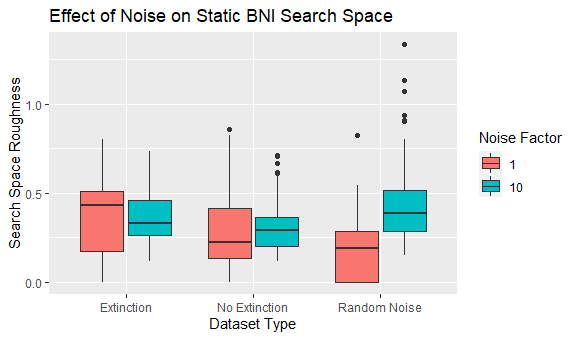 Effect of Noise on Static BNI Search Space
Search Space Roughness
1.0
0.5
0.0
Extinction
No Extinction
Random Noise
Dataset Type
Noise Factor
1
10